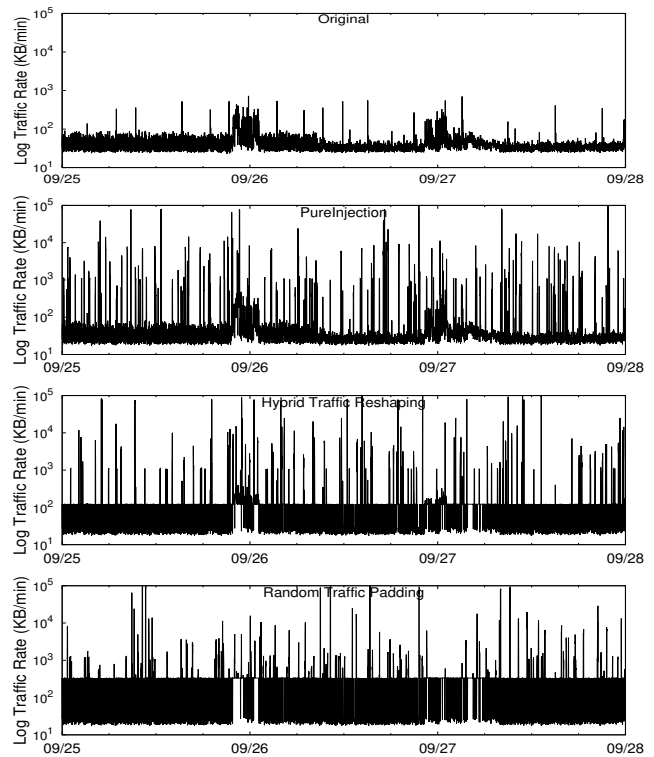 Original
Log Traffic Rate (KB/min)
10^5
10^4
10^3
10^2
10^1
09/25 09/26 09/27 09/28
PureInjection
Log Traffic Rate (KB/min)
10^5
10^4
10^3
10^2
10^1
09/25 09/26 09/27 09/28
Hybrid Traffic Reshaping
Log Traffic Rate (KB/min)
10^5
10^4
10^3
10^2
10^1
09/25 09/26 09/27 09/28
Random Traffic Padding
Log Traffic Rate (KB/min)
10^5
10^4
10^3
10^2
10^1
09/25 09/26 09/27 09/28